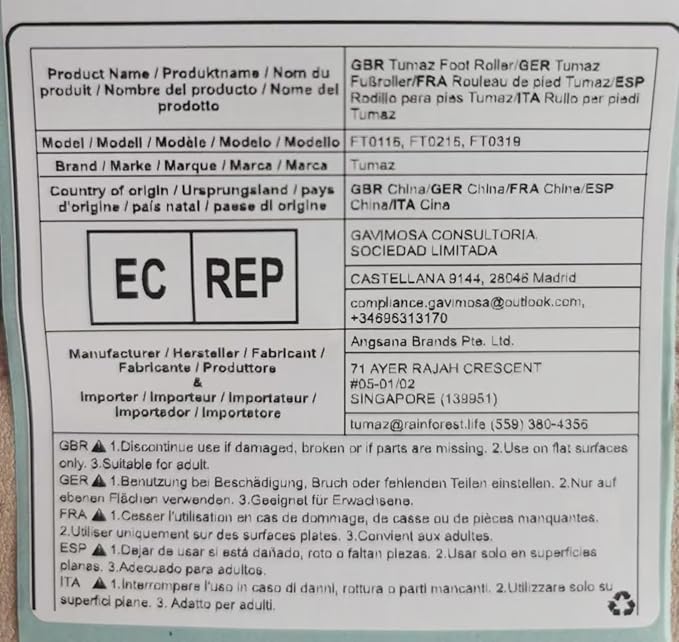 Product Name / Produktname / Nom du
produit / Nombre del producto / Nome del
prodotto
GBR Tumaz Foot Roller/GER Tumaz
Fußroller/FRA Rouleau de pied Tumaz/ESP
Rodillo para pies Tumaz/ITA Rullo per piedi
Tumaz
Model / Modell / Modèle / Modelo / Modello
FT0116, FT0216, FT0319
Brand / Marke / Marque / Marca / Marca
Tumaz
Country of origin / Ursprungsland / pays
d'origine / país natal / paese di origine
GBR China/GER China/FRA Chine/ESP
China/ITA Cina
EC REP
GAVIMOSA CONSULTORIA.
SOCIEDAD LIMITADA
CASTELLANA 9144, 28046 Madrid
compliance.gavimosa@outlook.com,
+34695313170
Manufacturer / Hersteller / Fabricant /
Fabricante / Produttore
&
Importer / Importeur / Importateur /
Importador / Importatore
Angsana Brands Pte. Ltd.
71 AYER RAJAH CRESCENT
#05-01/02
SINGAPORE (139951)
tumaz@rainforest.life (559) 380-4356
GBR ⚠ 1.Discontinue use if damaged, broken or if parts are missing. 2.Use on flat surfaces
only. 3.Suitable for adult.
GER ⚠ 1.Benutzung bei Beschädigung, Bruch oder fehlenden Teilen einstellen. 2.Nur auf
ebenen Flächen verwenden. 3.Geeignet für Erwachsene.
FRA ⚠ 1.Cesser l'utilisation en cas de dommage, de casse ou de pièces manquantes.
2.Utiliser uniquement sur des surfaces plates. 3.Convient aux adultes.
ESP ⚠ 1.Dejar de usar si está dañado, roto o faltan piezas. 2.Usar solo en superficies
planas. 3.Adecuado para adultos.
ITA ⚠ 1.Interrompere l'uso in caso di danni, rottura o parti mancanti. 2.Utilizzare solo su
superfici piane. 3. Adatto per adulti.